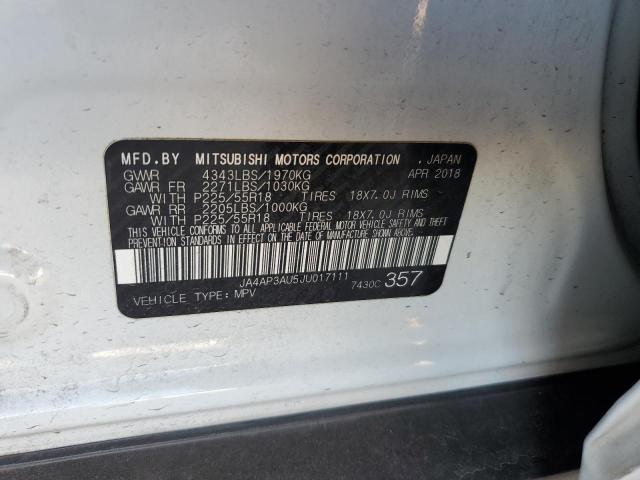 MFD.BY MITSUBISHI MOTORS CORPORATION . JAPAN
GVWR 4343LBS/1970KG APR 2018
GAWR FR 2271LBS/1030KG
WITH P225/55R18 TIRES 18X7.0J RIMS
GAWR RR 2205LBS/1000KG
WITH P225/55R18 TIRES 18X7.0J RIMS
THIS VEHICLE CONFORMS TO ALL APPLICABLE FEDERAL MOTOR VEHICLE SAFETY AND THEFT
PREVENTION STANDARDS IN EFFECT ON THE DATE OF MANUFACTURE SHOWN ABOVE.
JA4AP3AU5JU017111
VEHICLE TYPE: MPV 7430C 357